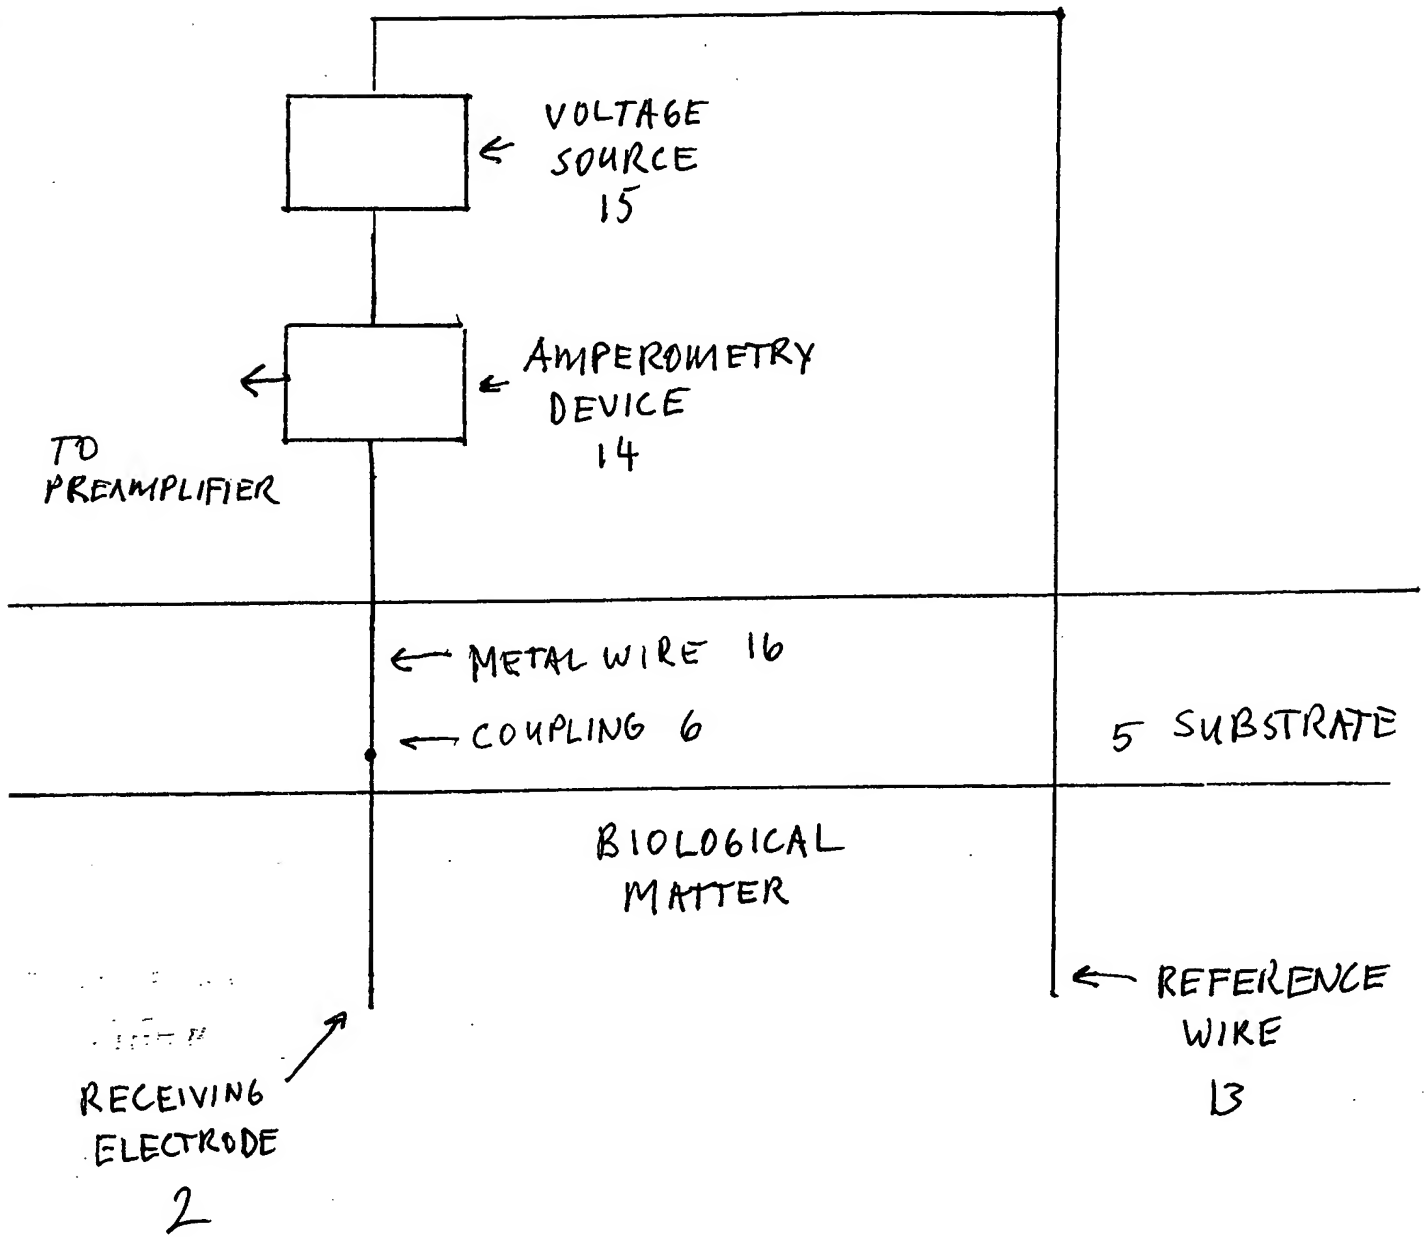 VOLTAGE
SOURCE
15
AMPEROMETRY
DEVICE
14
TO
PREAMPLIFIER
METAL WIRE 16
COUPLING 6
5 SUBSTRATE
BIOLOGICAL
MATTER
REFERENCE
WIRE
13
RECEIVING
ELECTRODE
2